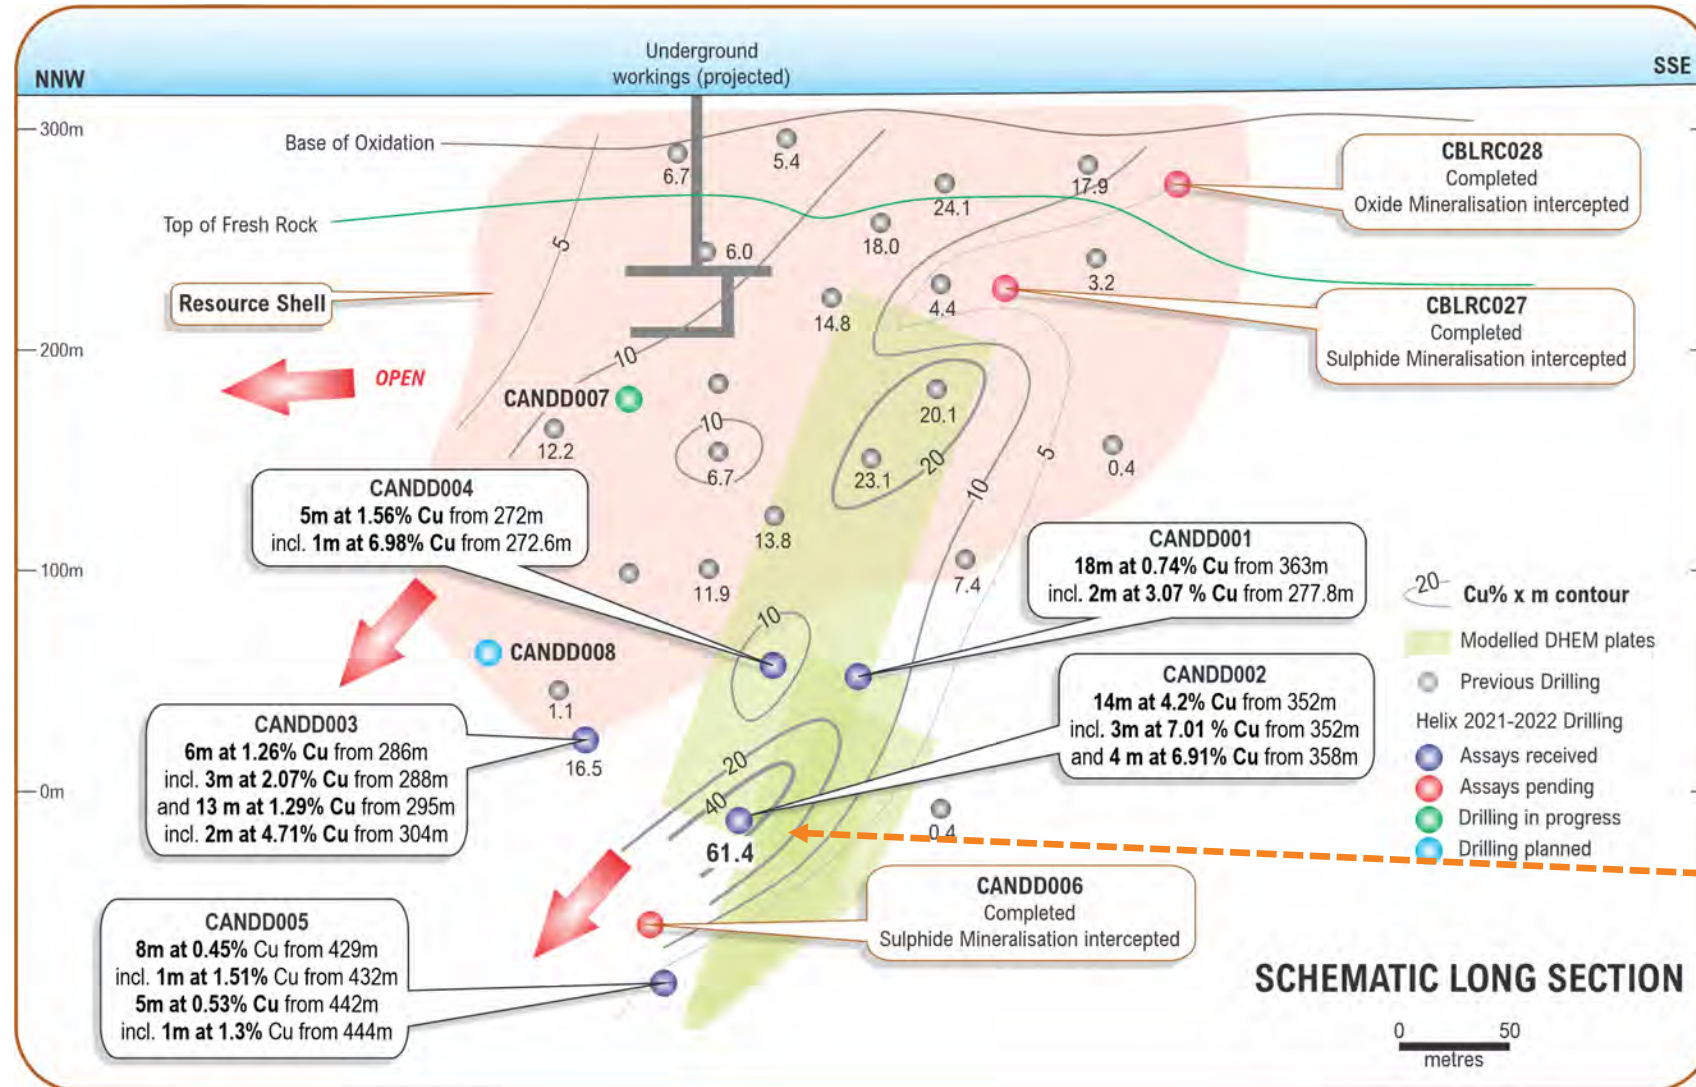 Underground
workings (projected)
NNW
SSE
300m
Base of Oxidation
6.7
5.4
24.1
17.9
CBLRC028
Completed
Oxide Mineralisation intercepted
Top of Fresh Rock
5
6.0
18.0
3.2
4.4
14.8
Resource Shell
CBLRC027
Completed
Sulphide Mineralisation intercepted
200m
10
OPEN
CANDD007
12.2
10
6.7
20.1
23.1
20
10
5
0.4
CANDD004
5m at 1.56% Cu from 272m
incl. 1m at 6.98% Cu from 272.6m
13.8
11.9
7.4
100m
CANDD001
18m at 0.74% Cu from 363m
incl. 2m at 3.07 % Cu from 277.8m
20
Cu% x m contour
Modelled DHEM plates
Previous Drilling
Helix 2021-2022 Drilling
Assays received
Assays pending
Drilling in progress
Drilling planned
10
CANDD008
1.1
CANDD002
14m at 4.2% Cu from 352m
incl. 3m at 7.01 % Cu from 352m
and 4 m at 6.91% Cu from 358m
CANDD003
6m at 1.26% Cu from 286m
incl. 3m at 2.07% Cu from 288m
and 13 m at 1.29% Cu from 295m
incl. 2m at 4.71% Cu from 304m
16.5
0m
20
40
61.4
0.4
CANDD006
Completed
Sulphide Mineralisation intercepted
CANDD005
8m at 0.45% Cu from 429m
incl. 1m at 1.51% Cu from 432m
5m at 0.53% Cu from 442m
incl. 1m at 1.3% Cu from 444m
SCHEMATIC LONG SECTION
0 50
metres